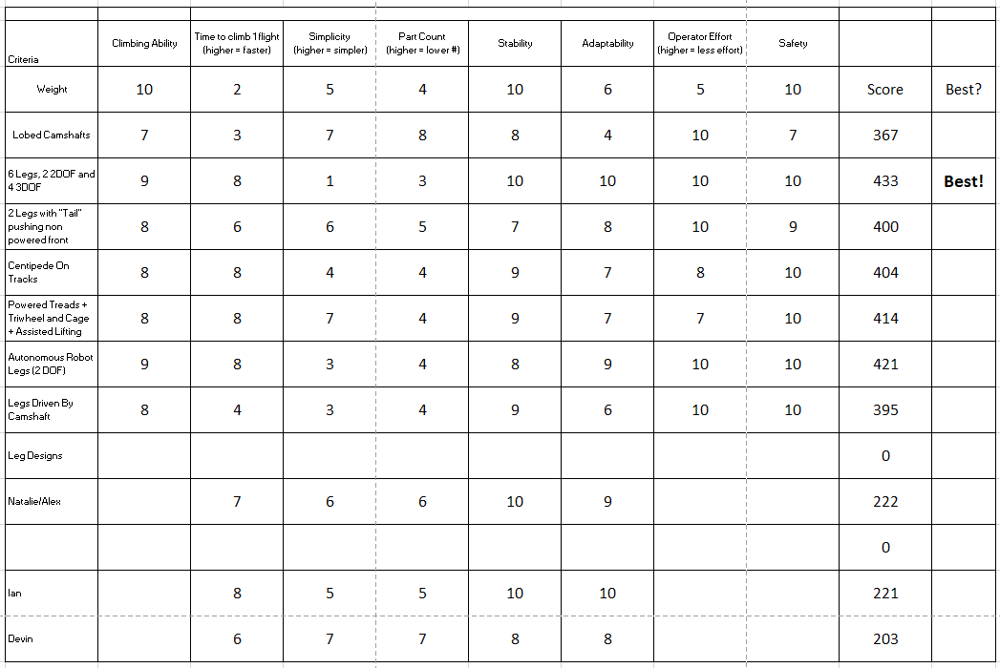 Criteria Climbing Ability Time to climb 1 flight (higher = faster) Simplicity (higher = simpler) Part Count (higher = lower #) Stability Adaptability Operator Effort (higher = less effort) Safety
Weight 10 2 5 4 10 6 5 10 Score Best?
Lobed Camshafts 7 3 7 8 8 4 10 7 367
6 Legs, 2 2DOF and 4 3DOF 9 8 1 3 10 10 10 10 433 Best!
2 Legs with "Tail" pushing non powered front 8 6 6 5 7 8 10 9 400
Centipede On Tracks 8 8 4 4 9 7 8 10 404
Powered Treads + Triwheel and Cage + Assisted Lifting 8 8 7 4 9 7 7 10 414
Autonomous Robot Legs (2 DOF) 9 8 3 4 8 9 10 10 421
Legs Driven By Camshaft 8 4 3 4 9 6 10 10 395
Leg Designs 0
Natalie/Alex 7 6 6 10 9 222
0
Ian 8 5 5 10 10 221
Devin 6 7 7 8 8 203